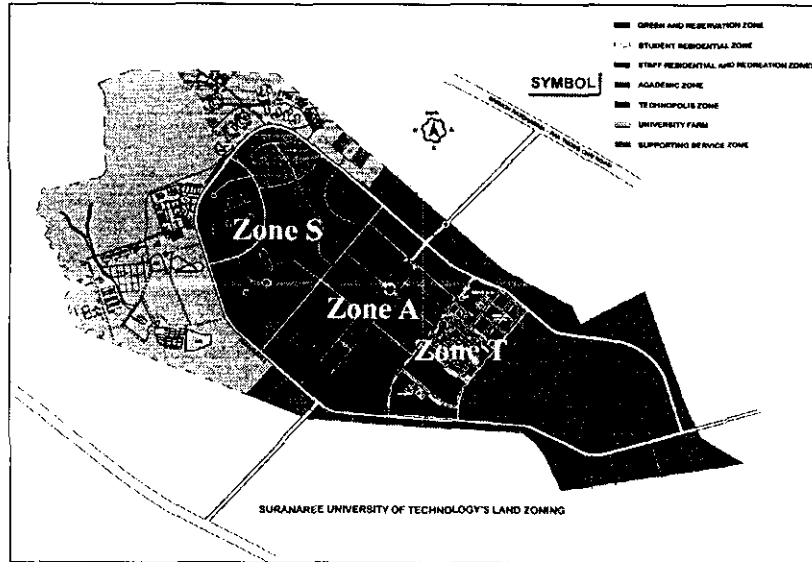 GREEN AND RESERVATION ZONE
STUDENT RESIDENTIAL ZONE
STAFF RESIDENTIAL AND RECREATION ZONE
SYMBOL
ACADEMIC ZONE
TECHNOPOLIS ZONE
UNIVERSITY FARM
SUPPORTING SERVICE ZONE
Zone S
Zone A
Zone T
SURANAREE UNIVERSITY OF TECHNOLOGY'S LAND ZONING